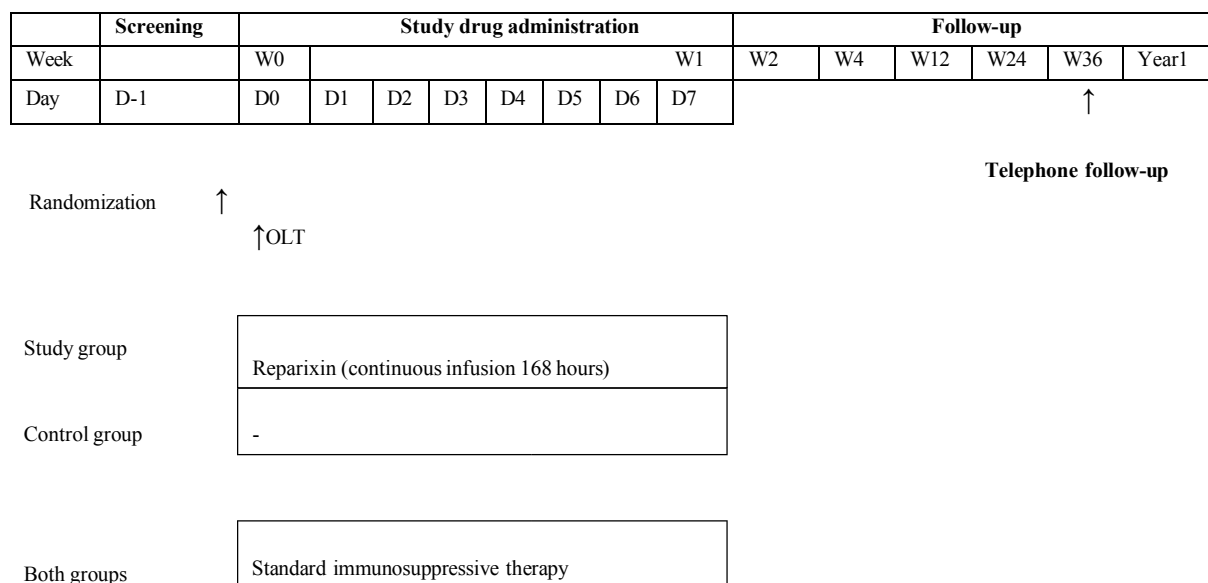 Screening Study drug administration Follow-up
Week W0 W1 W2 W4 W12 W24 W36 Year1
Day D-1 D0 D1 D2 D3 D4 D5 D6 D7 ↑
Telephone follow-up
Randomization ↑
↑OLT
Study group
Reparixin (continuous infusion 168 hours)
Control group -
Both groups Standard immunosuppressive therapy